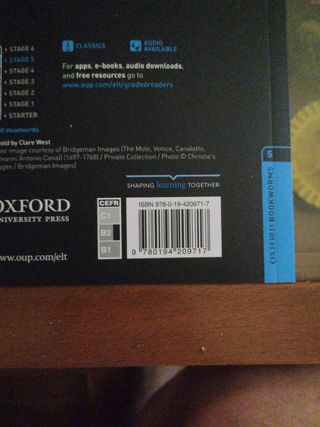 • STAGE 6
• STAGE 5
• STAGE 4
• STAGE 3
• STAGE 2
• STAGE 1
• STARTER
CLASSICS
AUDIO
AVAILABLE
For apps, e-books, audio downloads,
and free resources go to
www.oup.com/elt/gradedreaders
Headwords
told by Clare West
er image courtesy of Bridgeman Images (The Molo, Venice, Canaletto,
Antonio Canal) (1697-1768) / Private Collection / Photo © Christie's
ages / Bridgeman Images)
SHAPING learning TOGETHER
OXFORD
UNIVERSITY PRESS
www.oup.com/elt
CEFR
C1
B2
B1
ISBN 978-0-19-420971-7
9 780194 209717
5
OXFORD BOOKWORMS